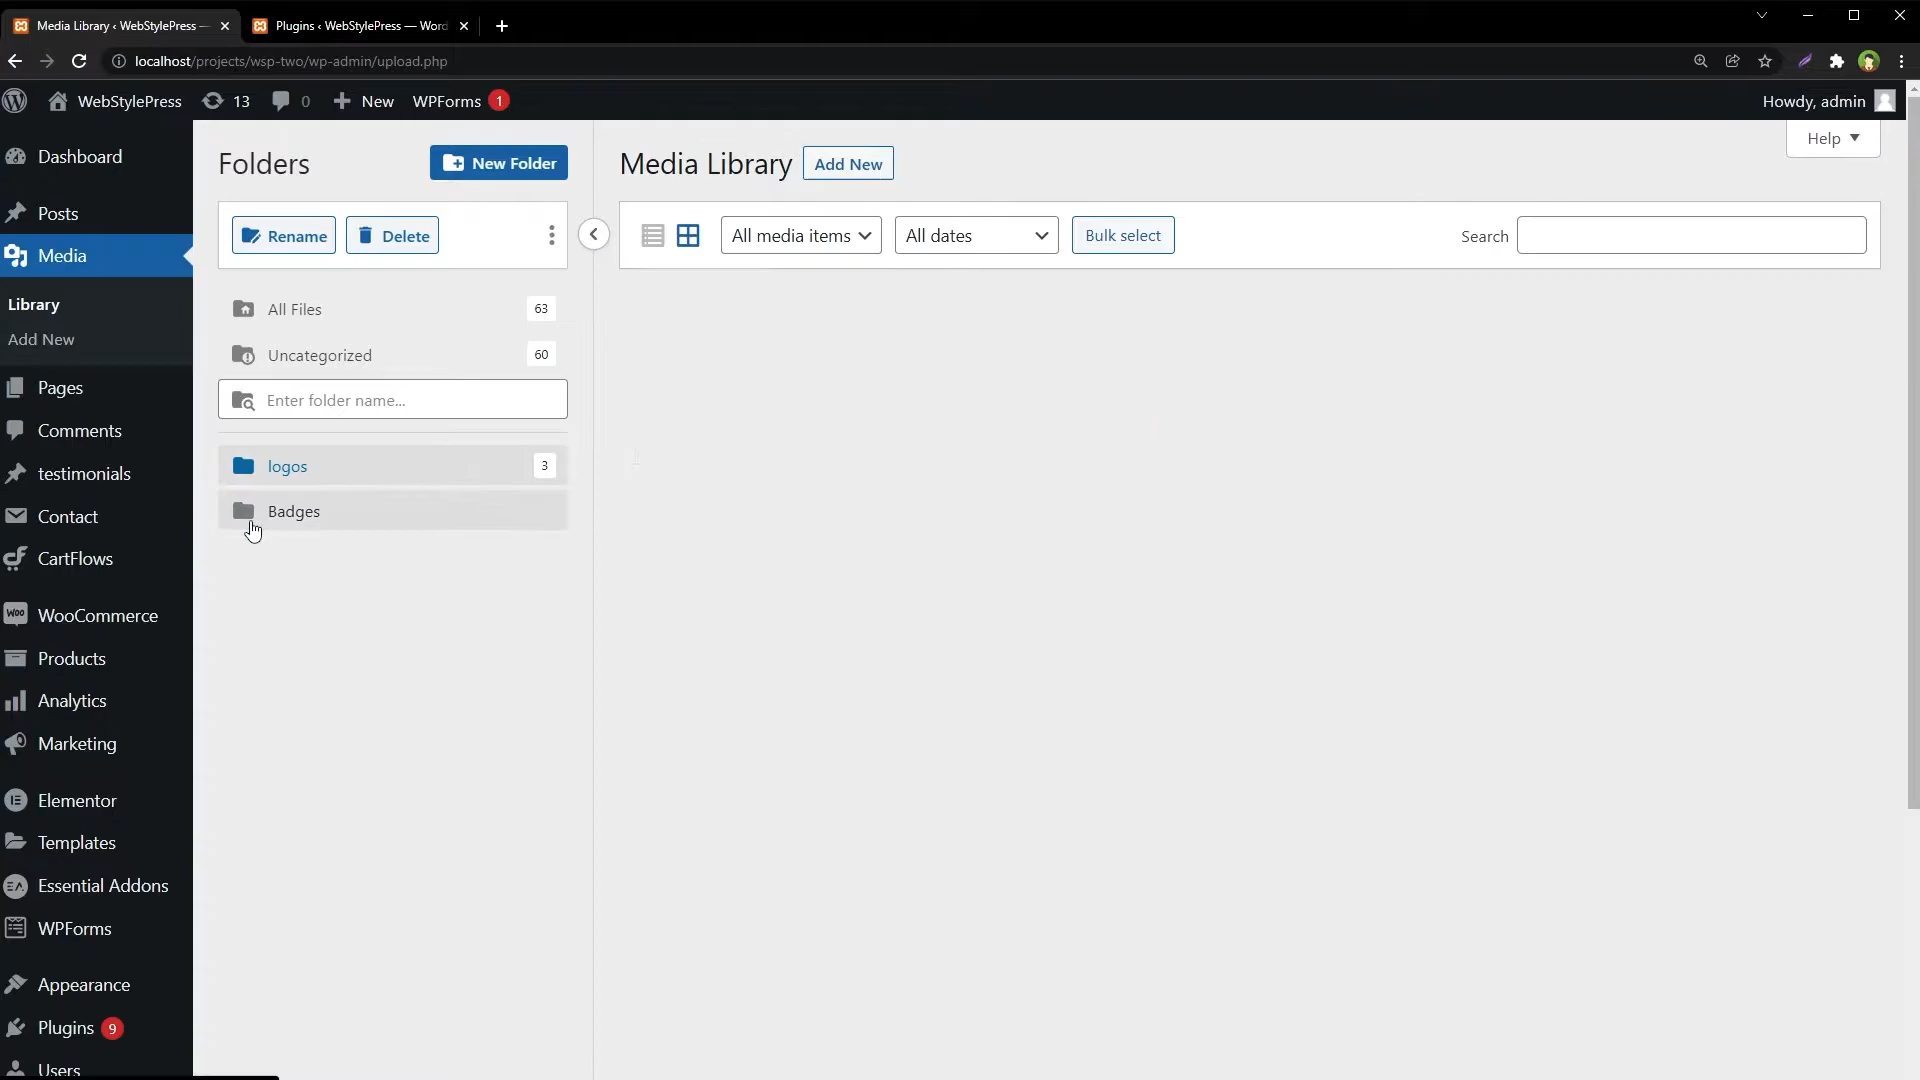 Media Library ‹ WebStylePress —
Plugins ‹ WebStylePress — Word
localhost/projects/wsp-two/wp-admin/upload.php
WebStylePress
13
0
New
WPForms
1
Howdy, admin
Dashboard
Posts
Media
Library
Add New
Pages
Comments
testimonials
Contact
CartFlows
WooCommerce
Products
Analytics
Marketing
Elementor
Templates
Essential Addons
WPForms
Appearance
Plugins 9
Users
Folders
New Folder
Rename
Delete
All Files 63
Uncategorized 60
Enter folder name...
logos 3
Badges
Help
Media Library
Add New
All media items
All dates
Bulk select
Search